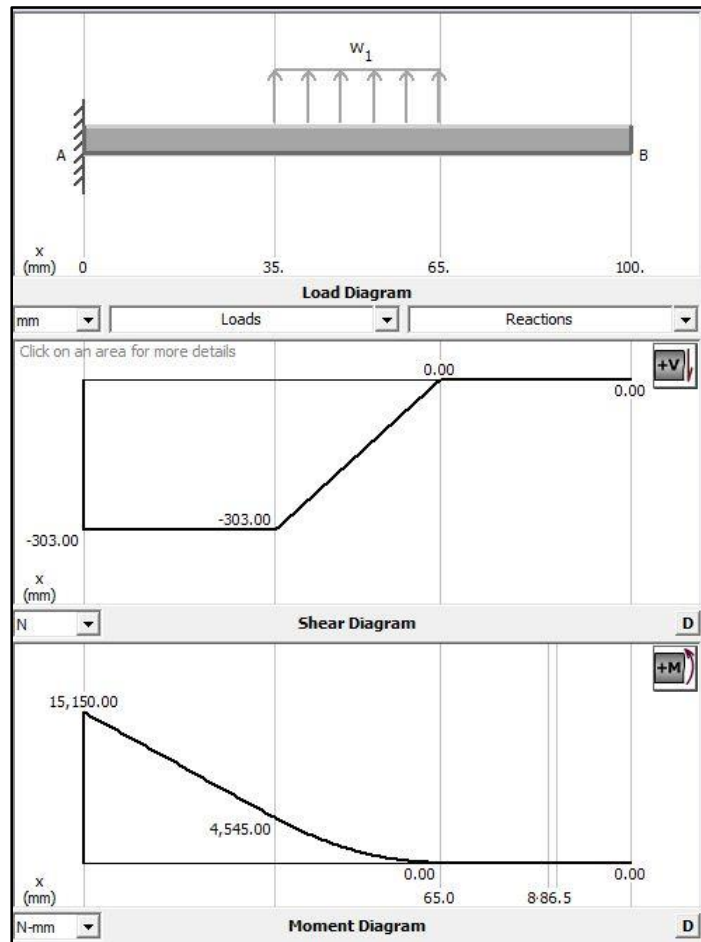 w1
A
B
x
(mm)
0
35.
65.
100.
Load Diagram
mm
Loads
Reactions
Click on an area for more details
+V
0.00
0.00
-303.00
-303.00
x
(mm)
N
Shear Diagram
D
+M
15,150.00
4,545.00
0.00
0.00
x
(mm)
65.0
86.5
N-mm
Moment Diagram
D